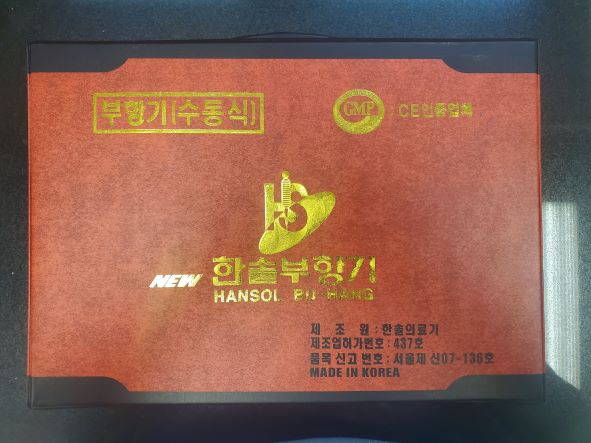 부항기(수동식)
GMP
CE인증업체
HS
NEW 한솔부항기
HANSOL BU HANG
제 조 원 : 한솔의료기
제조업허가번호 : 437호
품목 신고 번호 : 서울제 신07-136호
MADE IN KOREA